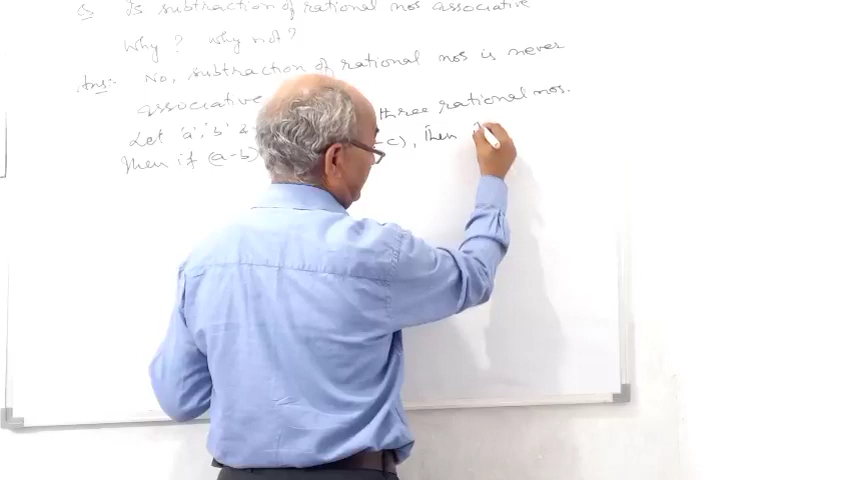 Q Is subtraction of rational nos associative
Why? Why not?
Ans:- No, subtraction of rational nos is never
associative three rational nos.
Let 'a', 'b' &
Then if (a-b) -c), Then